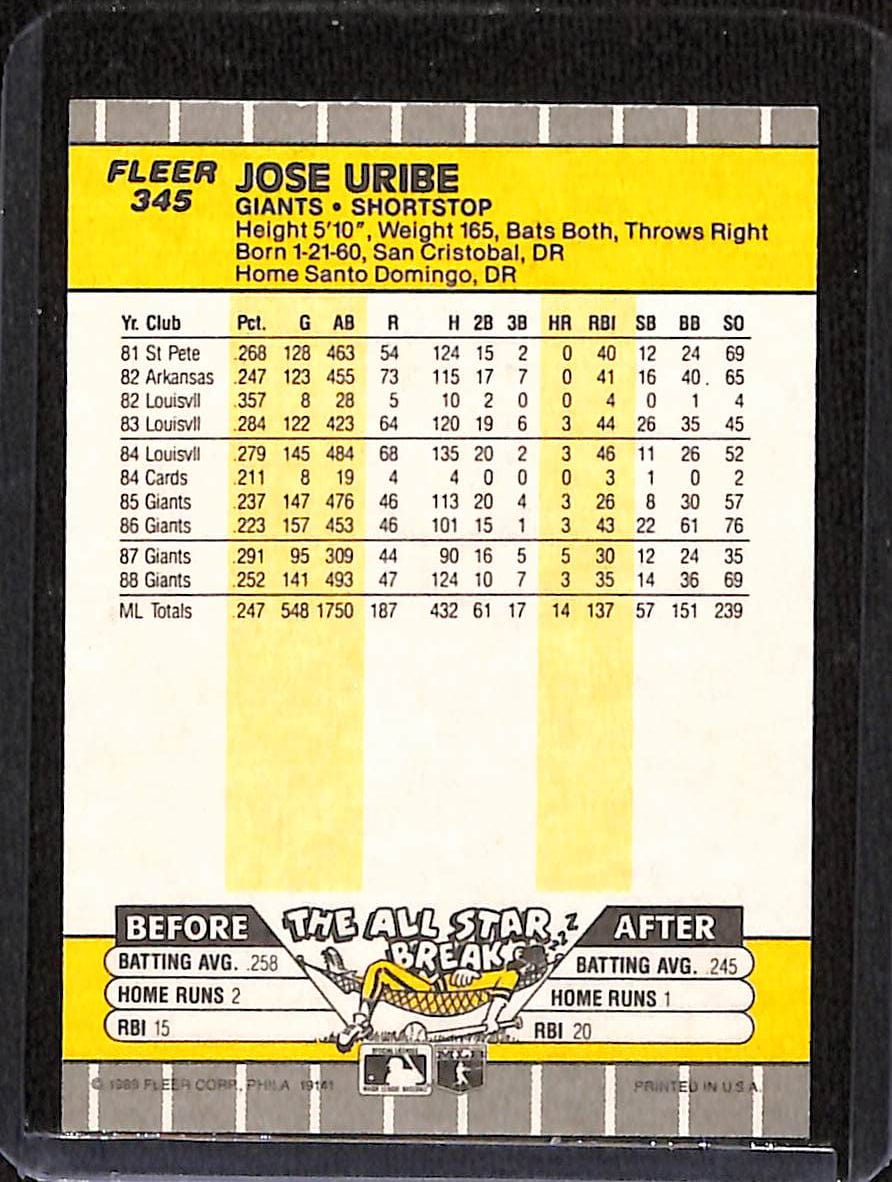 FLEER
345
JOSE URIBE
GIANTS • SHORTSTOP
Height 5'10", Weight 165, Bats Both, Throws Right
Born 1-21-60, San Cristobal, DR
Home Santo Domingo, DR
Yr. Club Pct. G AB R H 2B 3B HR RBI SB BB SO
81 St Pete .268 128 463 54 124 15 2 0 40 12 24 69
82 Arkansas .247 123 455 73 115 17 7 0 41 16 40 65
82 Louisvll .357 8 28 5 10 2 0 0 4 0 1 4
83 Louisvll .284 122 423 64 120 19 6 3 44 26 35 45
84 Louisvll .279 145 484 68 135 20 2 3 46 11 26 52
84 Cards .211 8 19 4 4 0 0 0 3 1 0 2
85 Giants .237 147 476 46 113 20 4 3 26 8 30 57
86 Giants .223 157 453 46 101 15 1 3 43 22 61 76
87 Giants .291 95 309 44 90 16 5 5 30 12 24 35
88 Giants .252 141 493 47 124 10 7 3 35 14 36 69
ML Totals .247 548 1750 187 432 61 17 14 137 57 151 239
THE ALL STAR
BREAK
ZZZZ
BEFORE
BATTING AVG. .258
HOME RUNS 2
RBI 15
AFTER
BATTING AVG. .245
HOME RUNS 1
RBI 20
MLB
© 1989 FLEER CORP., PHILA 19141
PRINTED IN U.S.A.